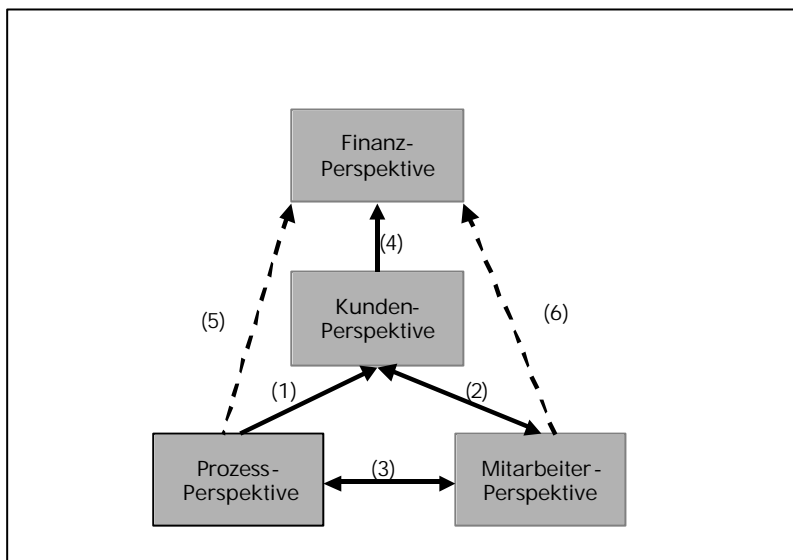 Finanz-
Perspektive
(4)
Kunden-
Perspektive
(5)
(6)
(1)
(2)
Prozess-
Perspektive
(3)
Mitarbeiter-
Perspektive